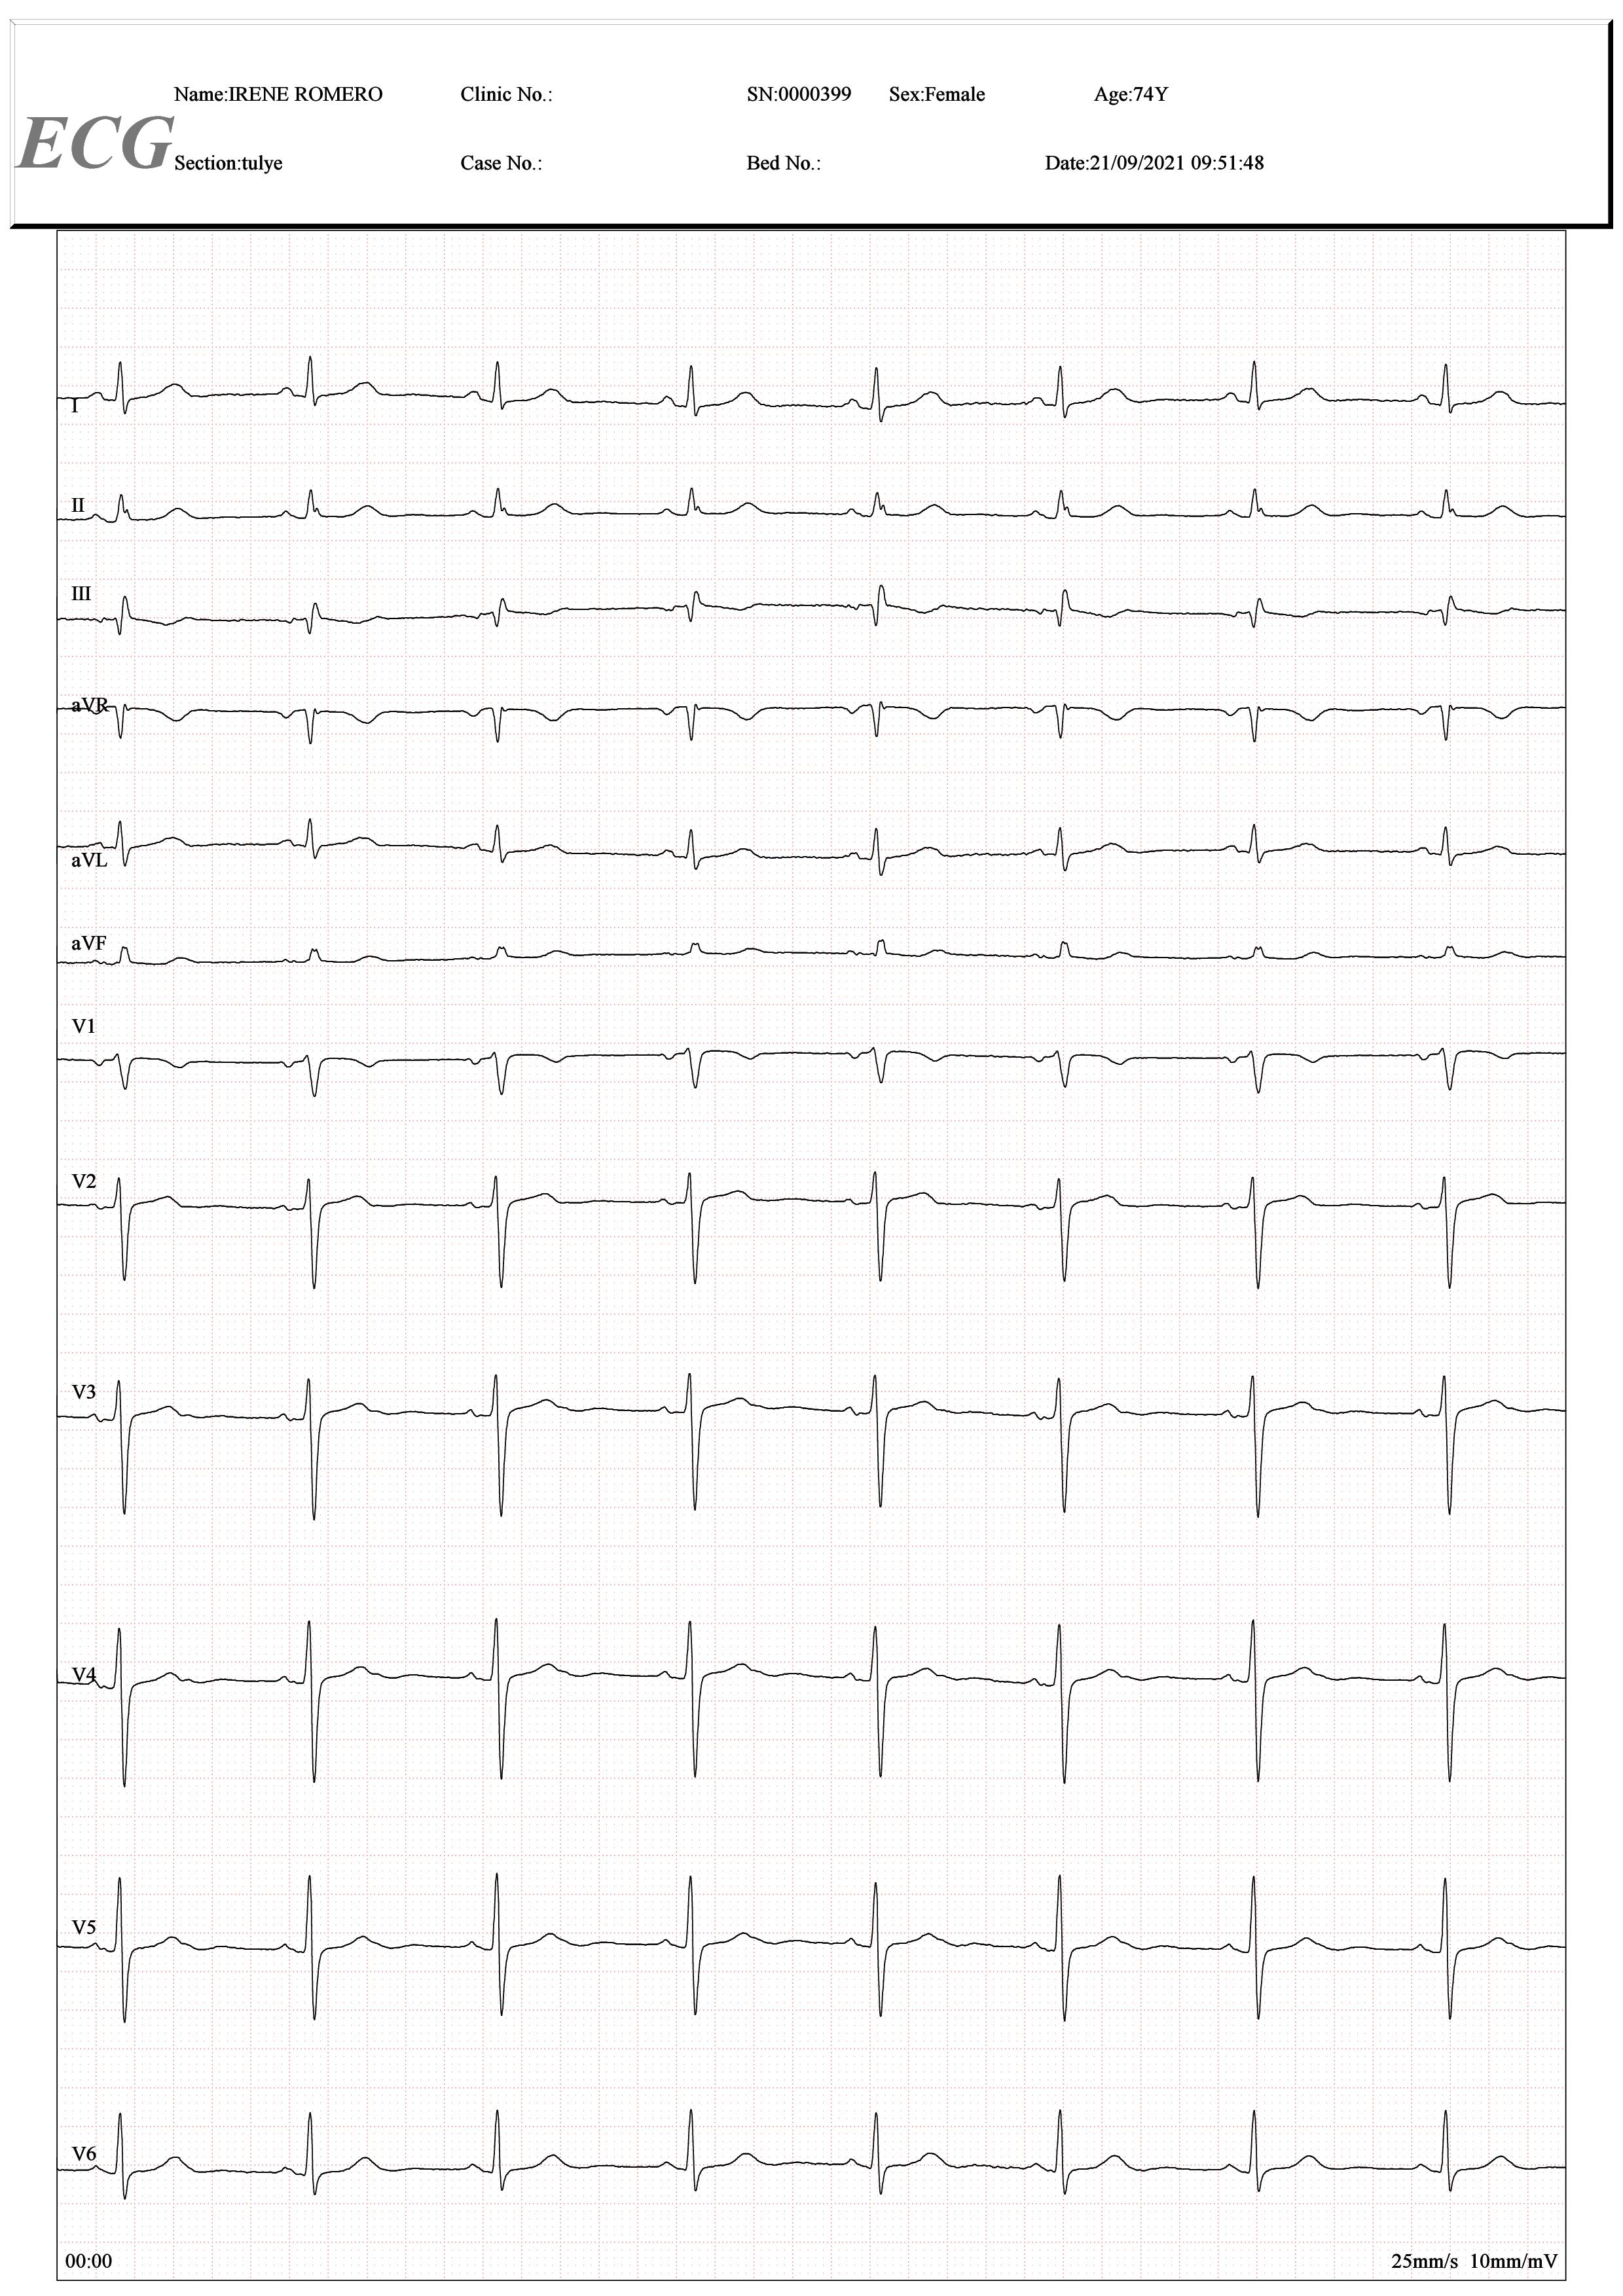 ECG
Name:IRENE ROMERO Clinic No.: SN:0000399 Sex:Female Age:74Y
Section:tulye Case No.: Bed No.: Date:21/09/2021 09:51:48
I
II
III
aVR
aVL
aVF
V1
V2
V3
V4
V5
V6
00:00 25mm/s 10mm/mV